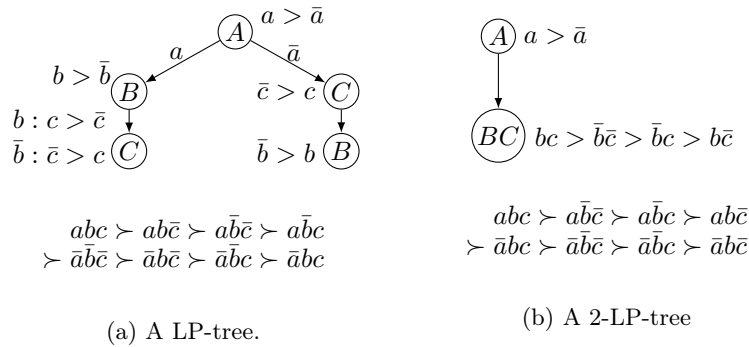 A a > ā
a ā
b > b̄ B c̄ > c C
b : c > c̄
b̄ : c̄ > c C b̄ > b B
abc ≻ abc̄ ≻ ab̄c̄ ≻ ab̄c
≻ āb̄c̄ ≻ ābc̄ ≻ āb̄c ≻ ābc
(a) A LP-tree.
A a > ā
BC bc > b̄c̄ > b̄c > bc̄
abc ≻ ab̄c̄ ≻ ab̄c ≻ abc̄
≻ ābc ≻ āb̄c̄ ≻ āb̄c ≻ ābc̄
(b) A 2-LP-tree